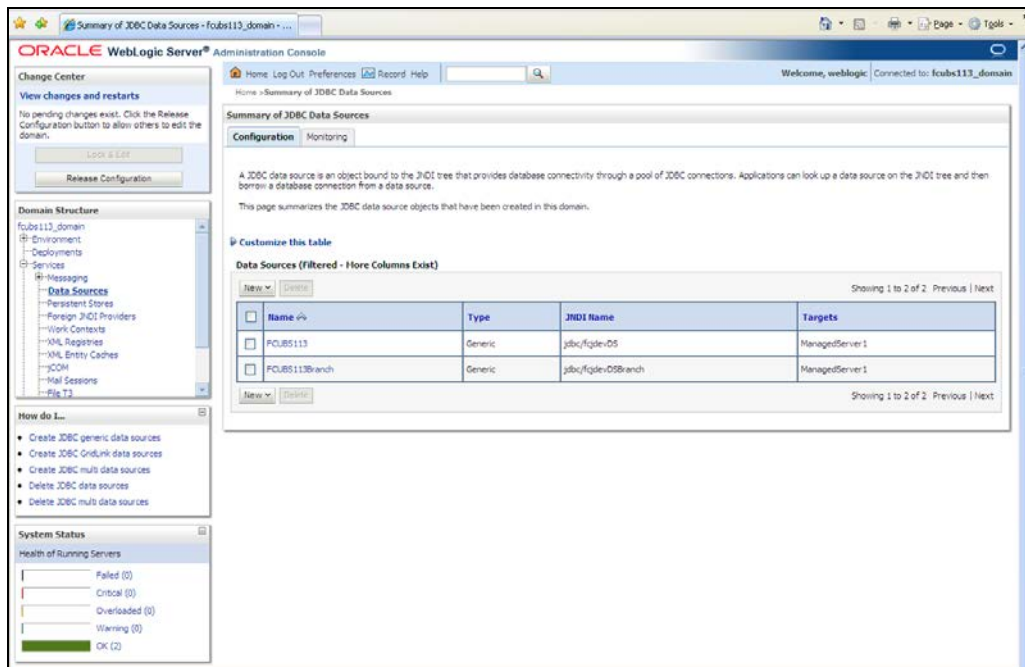 Summary of JDBC Data Sources - fcubs113_domain - ...
Page
Tools
ORACLE WebLogic Server® Administration Console
Change Center
View changes and restarts
No pending changes exist. Click the Release
Configuration button to allow others to edit the
domain.
Lock & Edit
Release Configuration
Domain Structure
fcubs113_domain
Environment
Deployments
Services
Messaging
Data Sources
Persistent Stores
Foreign JNDI Providers
Work Contexts
XML Registries
XML Entity Caches
jCOM
Mail Sessions
File T3
How do I...
Create JDBC generic data sources
Create JDBC GridLink data sources
Create JDBC multi data sources
Delete JDBC data sources
Delete JDBC multi data sources
System Status
Health of Running Servers
Failed (0)
Critical (0)
Overloaded (0)
Warning (0)
OK (2)
Home Log Out Preferences Record Help
Welcome, weblogic Connected to: fcubs113_domain
Home >Summary of JDBC Data Sources
Summary of JDBC Data Sources
Configuration Monitoring
A JDBC data source is an object bound to the JNDI tree that provides database connectivity through a pool of JDBC connections. Applications can look up a data source on the JNDI tree and then
borrow a database connection from a data source.
This page summarizes the JDBC data source objects that have been created in this domain.
Customize this table
Data Sources (Filtered - More Columns Exist)
New Delete Showing 1 to 2 of 2 Previous | Next
Name Type JNDI Name Targets
FCUBS113 Generic jdbc/fcjdevDS ManagedServer1
FCUBS113Branch Generic jdbc/fcjdevDSBranch ManagedServer1
New Delete Showing 1 to 2 of 2 Previous | Next